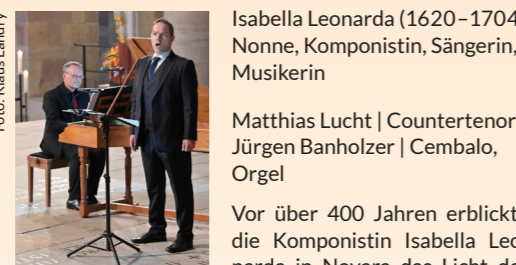 Foto: Klaus Landry
Isabella Leonarda (1620–1704
Nonne, Komponistin, Sängerin,
Musikerin
Matthias Lucht | Countertenor
Jürgen Banholzer | Cembalo,
Orgel
Vor über 400 Jahren erblickt
die Komponistin Isabella Leo
narda in Novara das Licht de